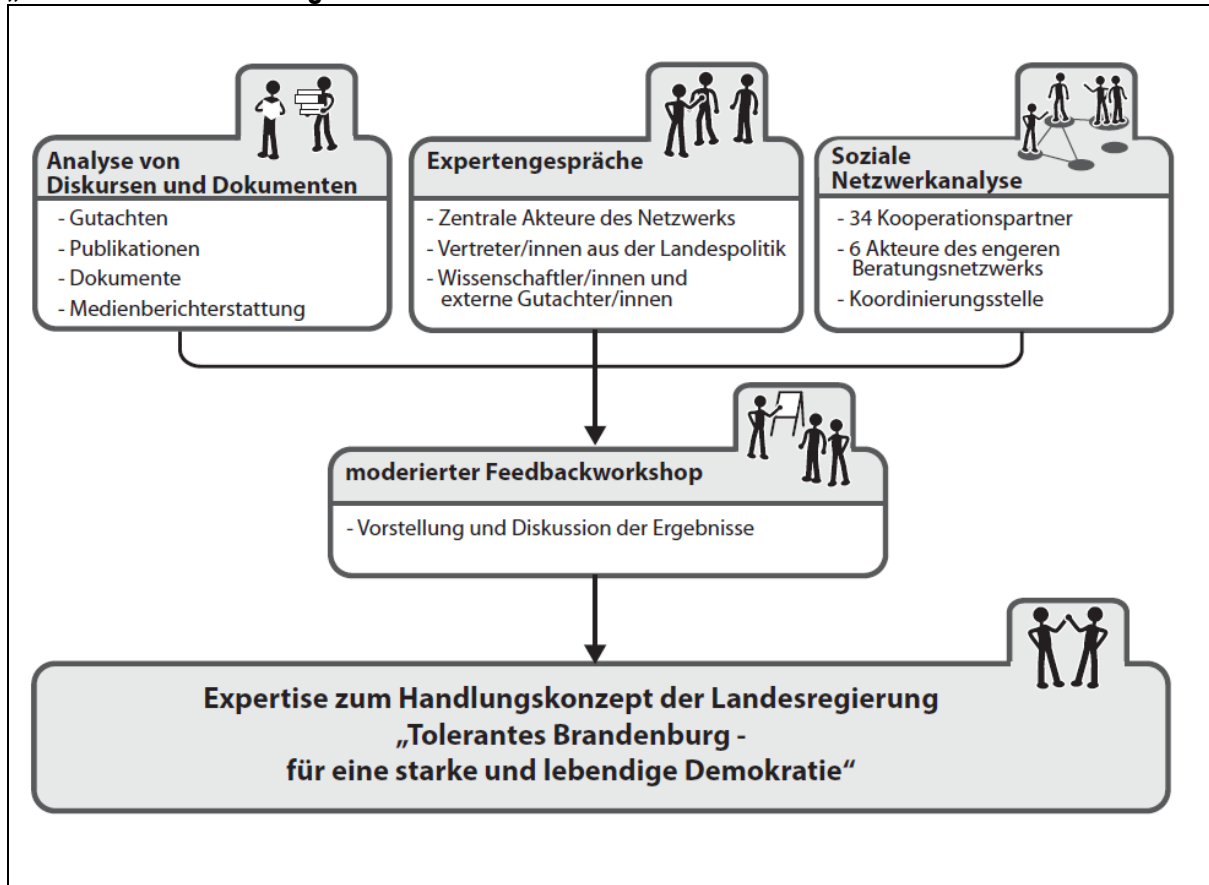 Analyse von
Diskursen und Dokumenten
- Gutachten
- Publikationen
- Dokumente
- Medienberichterstattung
Expertengespräche
- Zentrale Akteure des Netzwerks
- Vertreter/innen aus der Landespolitik
- Wissenschaftler/innen und
externe Gutachter/innen
Soziale
Netzwerkanalyse
- 34 Kooperationspartner
- 6 Akteure des engeren
Beratungsnetzwerks
- Koordinierungsstelle
moderierter Feedbackworkshop
- Vorstellung und Diskussion der Ergebnisse
Expertise zum Handlungskonzept der Landesregierung
„Tolerantes Brandenburg -
für eine starke und lebendige Demokratie“